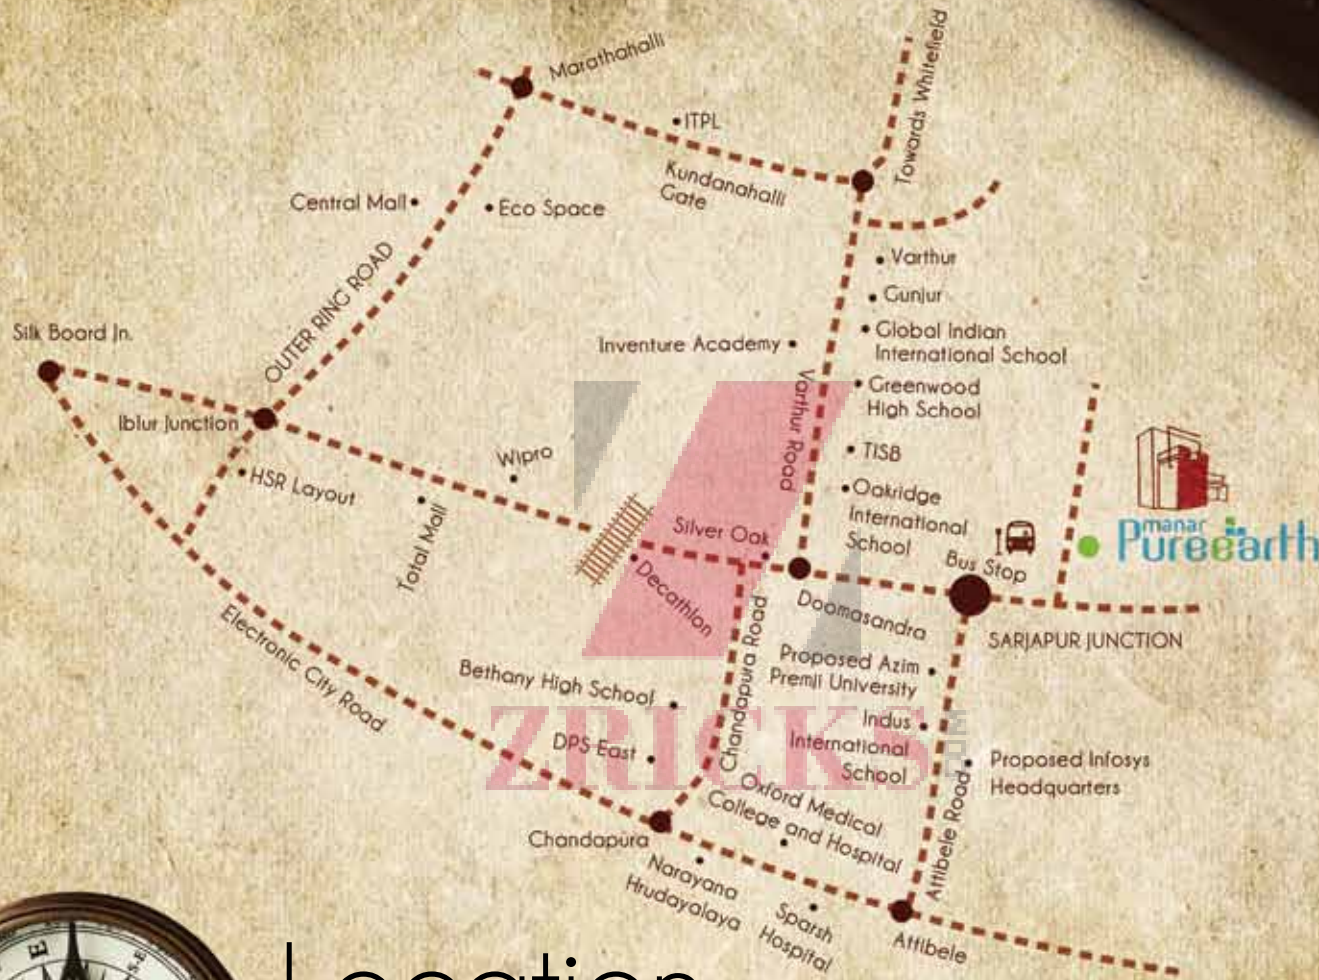 Marathahalli
ITPL
Kundanahalli
Gate
Towards Whitefield
Central Mall
Eco Space
OUTER RING ROAD
Silk Board Jn.
Iblur Junction
HSR Layout
Total Mall
Wipro
Varthur
Gunjur
Global Indian
International School
Inventure Academy
Varthur Road
Greenwood
High School
TISB
Oakridge
International
School
Silver Oak
Decathlon
Doomasandra
Bus Stop
manar
Pureearth
SARJAPUR JUNCTION
Electronic City Road
Chandapura Road
Bethany High School
DPS East
Proposed Azim
Premji University
Indus
International
School
Proposed Infosys
Headquarters
Attibele Road
ZRICKS
Oxford Medical
College and Hospital
Chandapura
Narayana
Hrudayalaya
Sparsh
Hospital
Attibele
E
S-E
Location